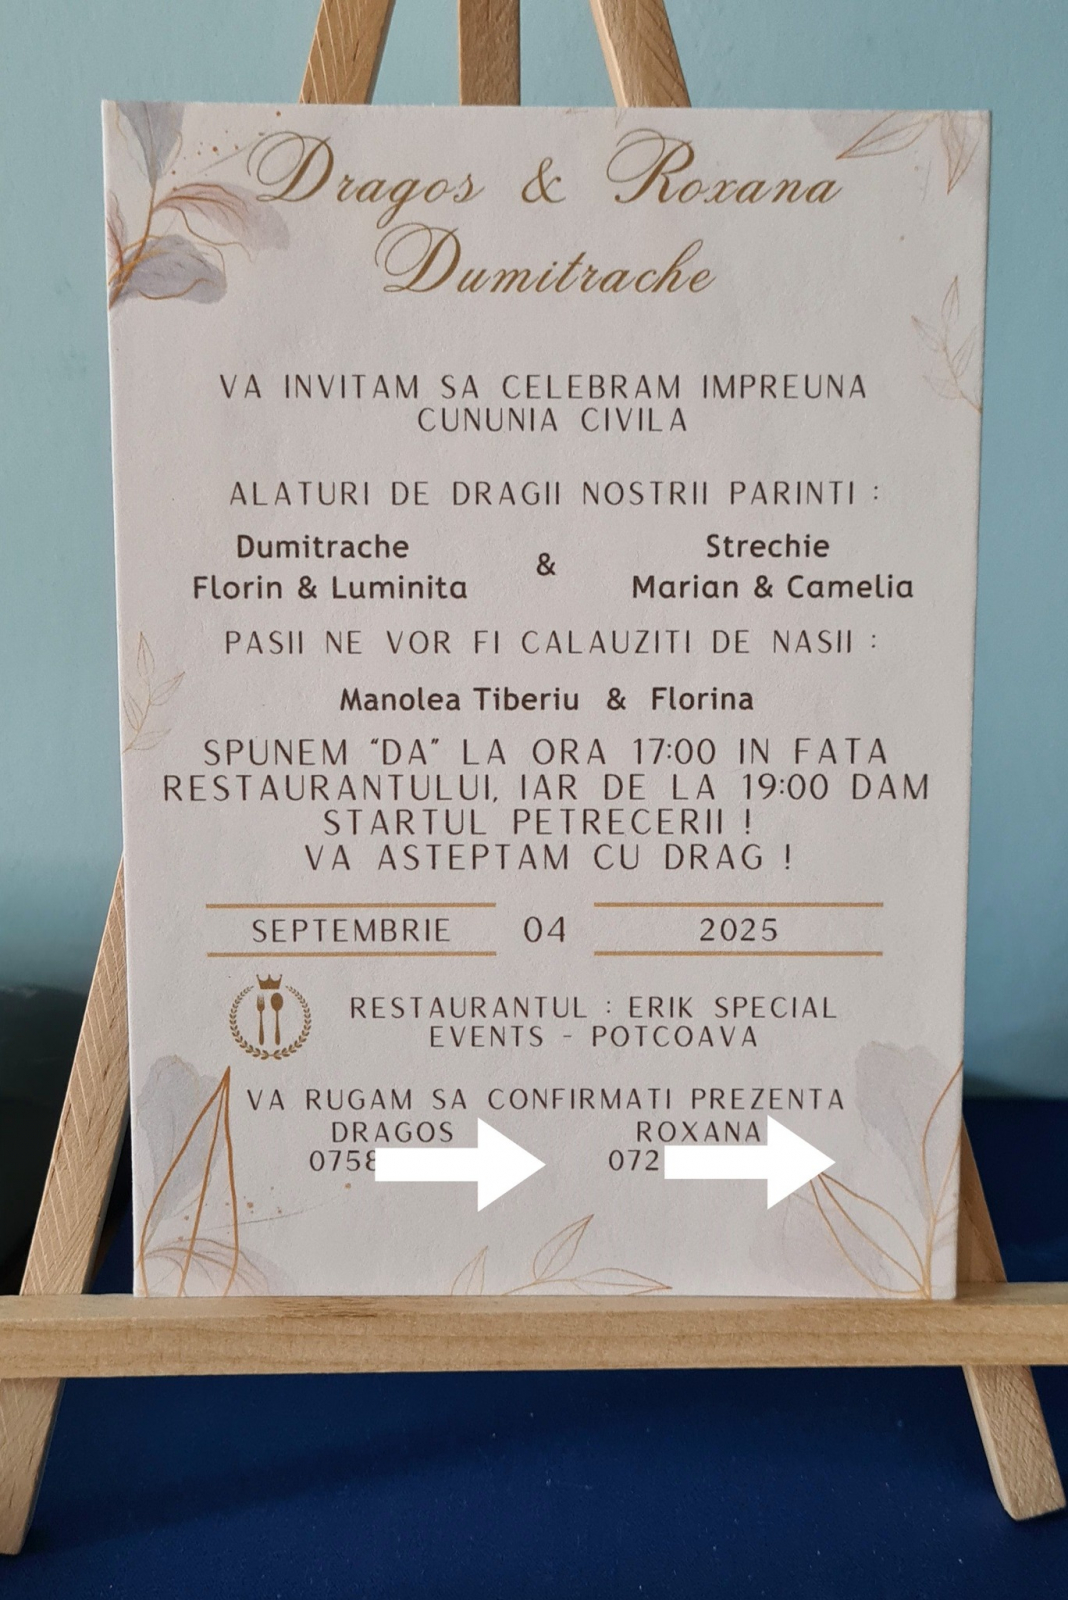 Dragos & Roxana
Dumitrache
VA INVITAM SA CELEBRAM IMPREUNA
CUNUNIA CIVILA
ALATURI DE DRAGII NOSTRII PARINTI :
Dumitrache
Florin & Luminita
&
Strechie
Marian & Camelia
PASII NE VOR FI CALAUZITI DE NASII :
Manolea Tiberiu & Florina
SPUNEM "DA" LA ORA 17:00 IN FATA
RESTAURANTULUI, IAR DE LA 19:00 DAM
STARTUL PETRECERII !
VA ASTEPTAM CU DRAG !
SEPTEMBRIE 04 2025
RESTAURANTUL : ERIK SPECIAL
EVENTS - POTCOAVA
VA RUGAM SA CONFIRMATI PREZENTA
DRAGOS ROXANA
0758 072